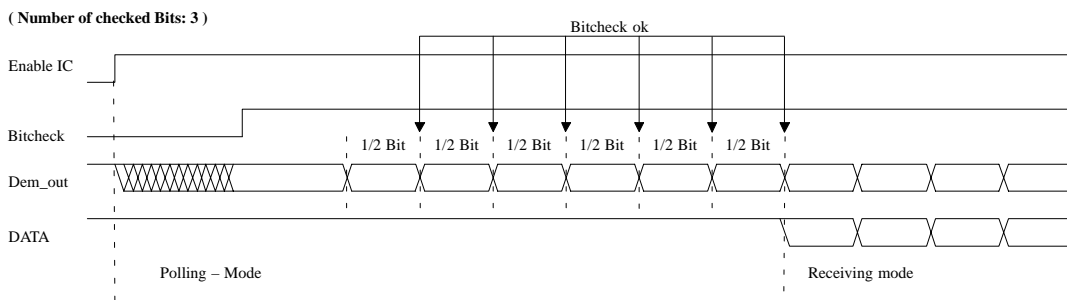 ( Number of checked Bits: 3 )
Bitcheck ok
Enable IC
Bitcheck
1/2 Bit 1/2 Bit 1/2 Bit 1/2 Bit 1/2 Bit 1/2 Bit
Dem_out
DATA
Polling – Mode Receiving mode